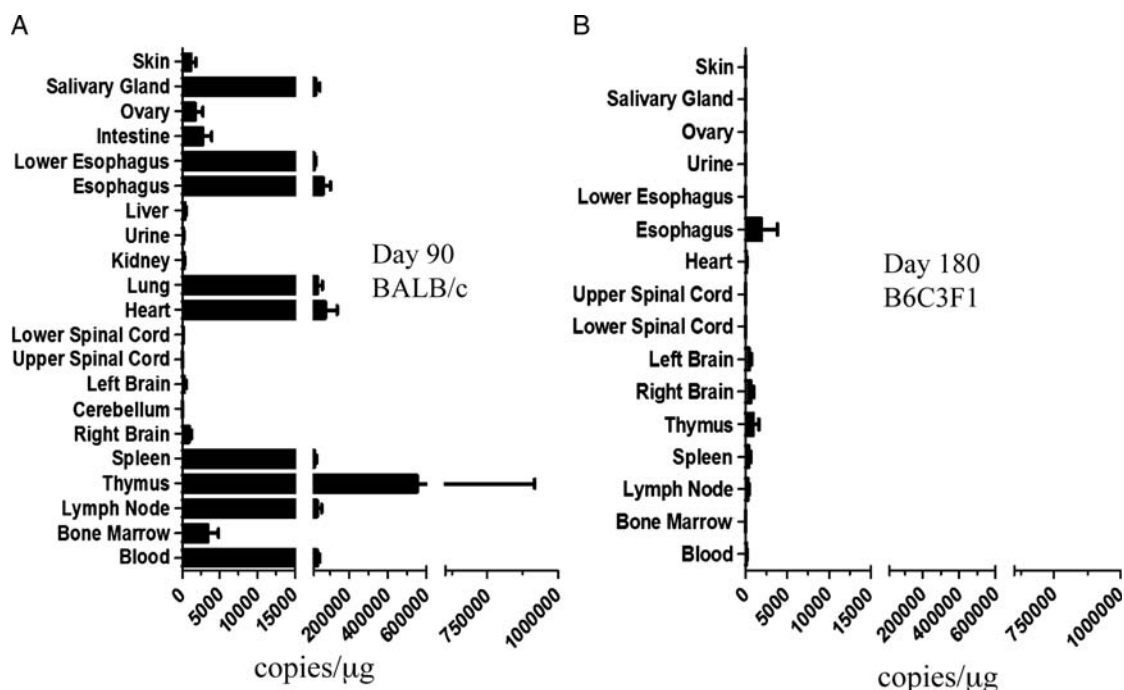 A
Skin
Salivary Gland
Ovary
Intestine
Lower Esophagus
Esophagus
Liver
Urine
Kidney
Lung
Heart
Lower Spinal Cord
Upper Spinal Cord
Left Brain
Cerebellum
Right Brain
Spleen
Thymus
Lymph Node
Bone Marrow
Blood
Day 90
BALB/c
0 5000 10000 15000 200000 400000 600000 750000 1000000
copies/μg
B
Skin
Salivary Gland
Ovary
Urine
Lower Esophagus
Esophagus
Heart
Upper Spinal Cord
Lower Spinal Cord
Left Brain
Right Brain
Thymus
Spleen
Lymph Node
Bone Marrow
Blood
Day 180
B6C3F1
0 5000 10000 15000 200000 400000 600000 750000 1000000
copies/μg